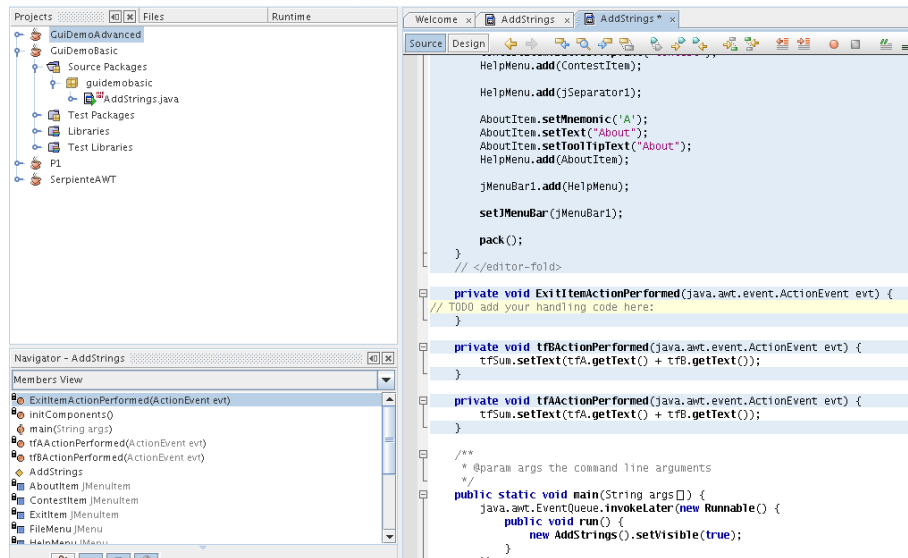 Projects Files Runtime
GuiDemoAdvanced
GuiDemoBasic
Source Packages
guidemobasic
AddStrings.java
Test Packages
Libraries
Test Libraries
P1
SerpienteAWT
Navigator - AddStrings
Members View
ExitItemActionPerformed(ActionEvent evt)
initComponents()
main(String args)
tfAActionPerformed(ActionEvent evt)
tfBActionPerformed(ActionEvent evt)
AddStrings
AboutItem JMenuItem
ContestItem JMenuItem
ExitItem JMenuItem
FileMenu JMenu
HelpMenu JMenu
Welcome x AddStrings x AddStrings * x
Source Design
HelpMenu.add(ContestItem);
HelpMenu.add(jSeparator1);
AboutItem.setMnemonic('A');
AboutItem.setText("About");
AboutItem.setToolTipText("About");
HelpMenu.add(AboutItem);
jMenuBar1.add(HelpMenu);
setJMenuBar(jMenuBar1);
pack();
}
// </editor-fold>
private void ExitItemActionPerformed(java.awt.event.ActionEvent evt) {
// TODO add your handling code here:
}
private void tfBActionPerformed(java.awt.event.ActionEvent evt) {
tfSum.setText(tfA.getText() + tfB.getText());
}
private void tfAActionPerformed(java.awt.event.ActionEvent evt) {
tfSum.setText(tfA.getText() + tfB.getText());
}
/**
* @param args the command line arguments
*/
public static void main(String args[]) {
java.awt.EventQueue.invokeLater(new Runnable() {
public void run() {
new AddStrings().setVisible(true);
}